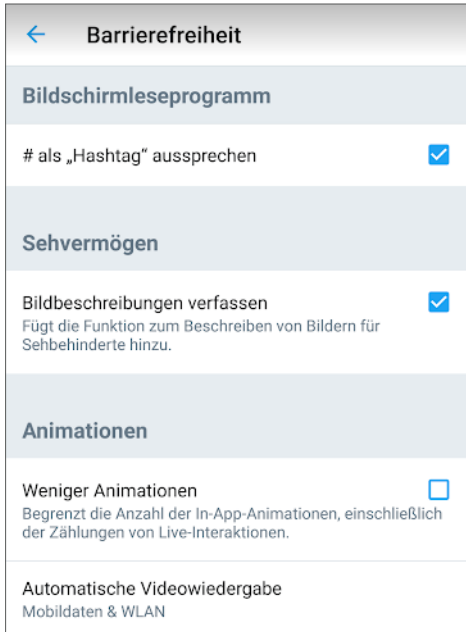 Barrierefreiheit
Bildschirmleseprogramm
# als „Hashtag“ aussprechen
Sehvermögen
Bildbeschreibungen verfassen
Fügt die Funktion zum Beschreiben von Bildern für
Sehbehinderte hinzu.
Animationen
Weniger Animationen
Begrenzt die Anzahl der In-App-Animationen, einschließlich
der Zählungen von Live-Interaktionen.
Automatische Videowiedergabe
Mobildaten & WLAN